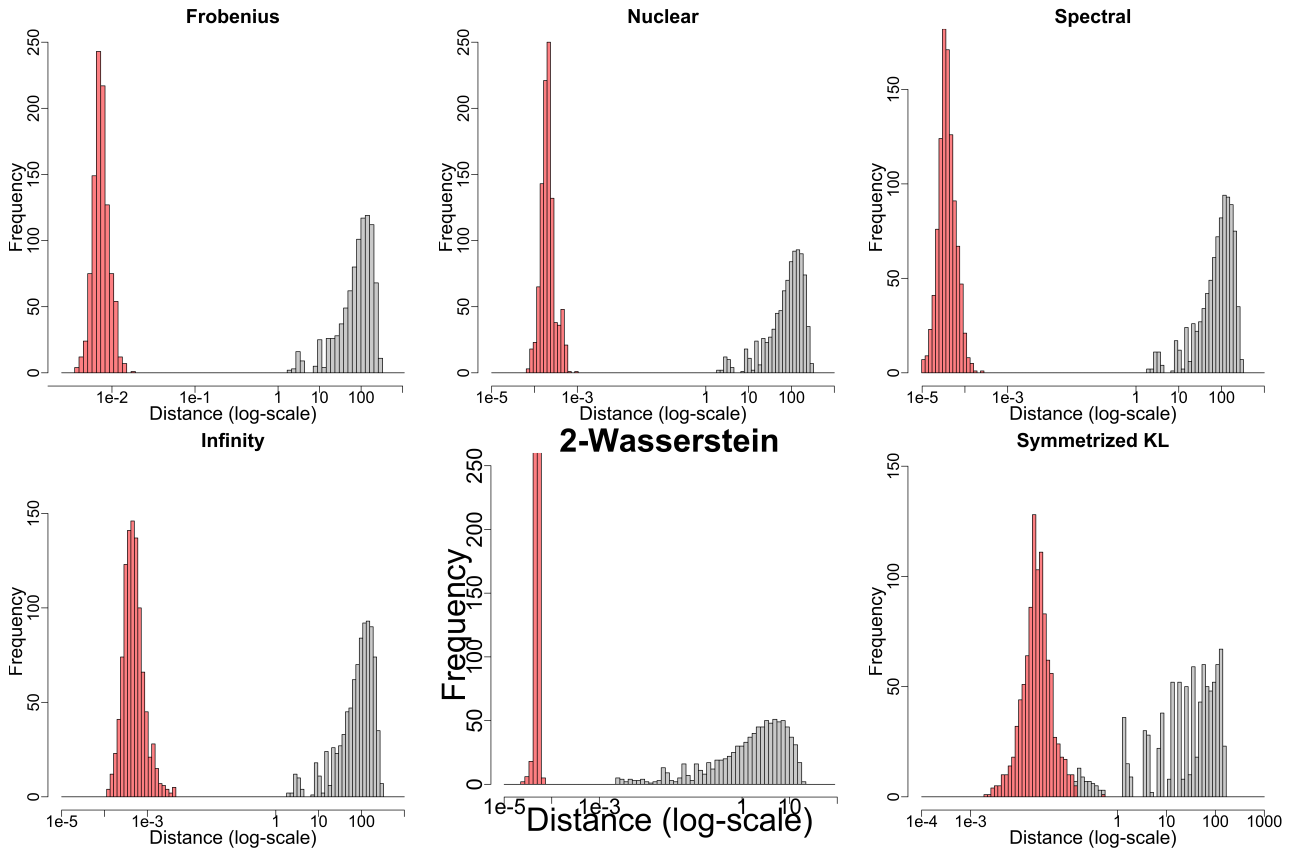 Frobenius
Frequency
0 50 100 150 200 250
1e-2 1e-1 1 10 100
Distance (log-scale)
Nuclear
Frequency
0 50 100 150 200 250
1e-5 1e-3 1 10 100
Distance (log-scale)
Spectral
Frequency
0 50 100 150
1e-5 1e-3 1 10 100
Distance (log-scale)
Infinity
Frequency
0 50 100 150
1e-5 1e-3 1 10 100
Distance (log-scale)
2-Wasserstein
Frequency
0 50 100 150 200 250
1e-5 1e-3 1 10
Distance (log-scale)
Symmetrized KL
Frequency
0 50 100 150
1e-4 1e-3 1 10 100 1000
Distance (log-scale)